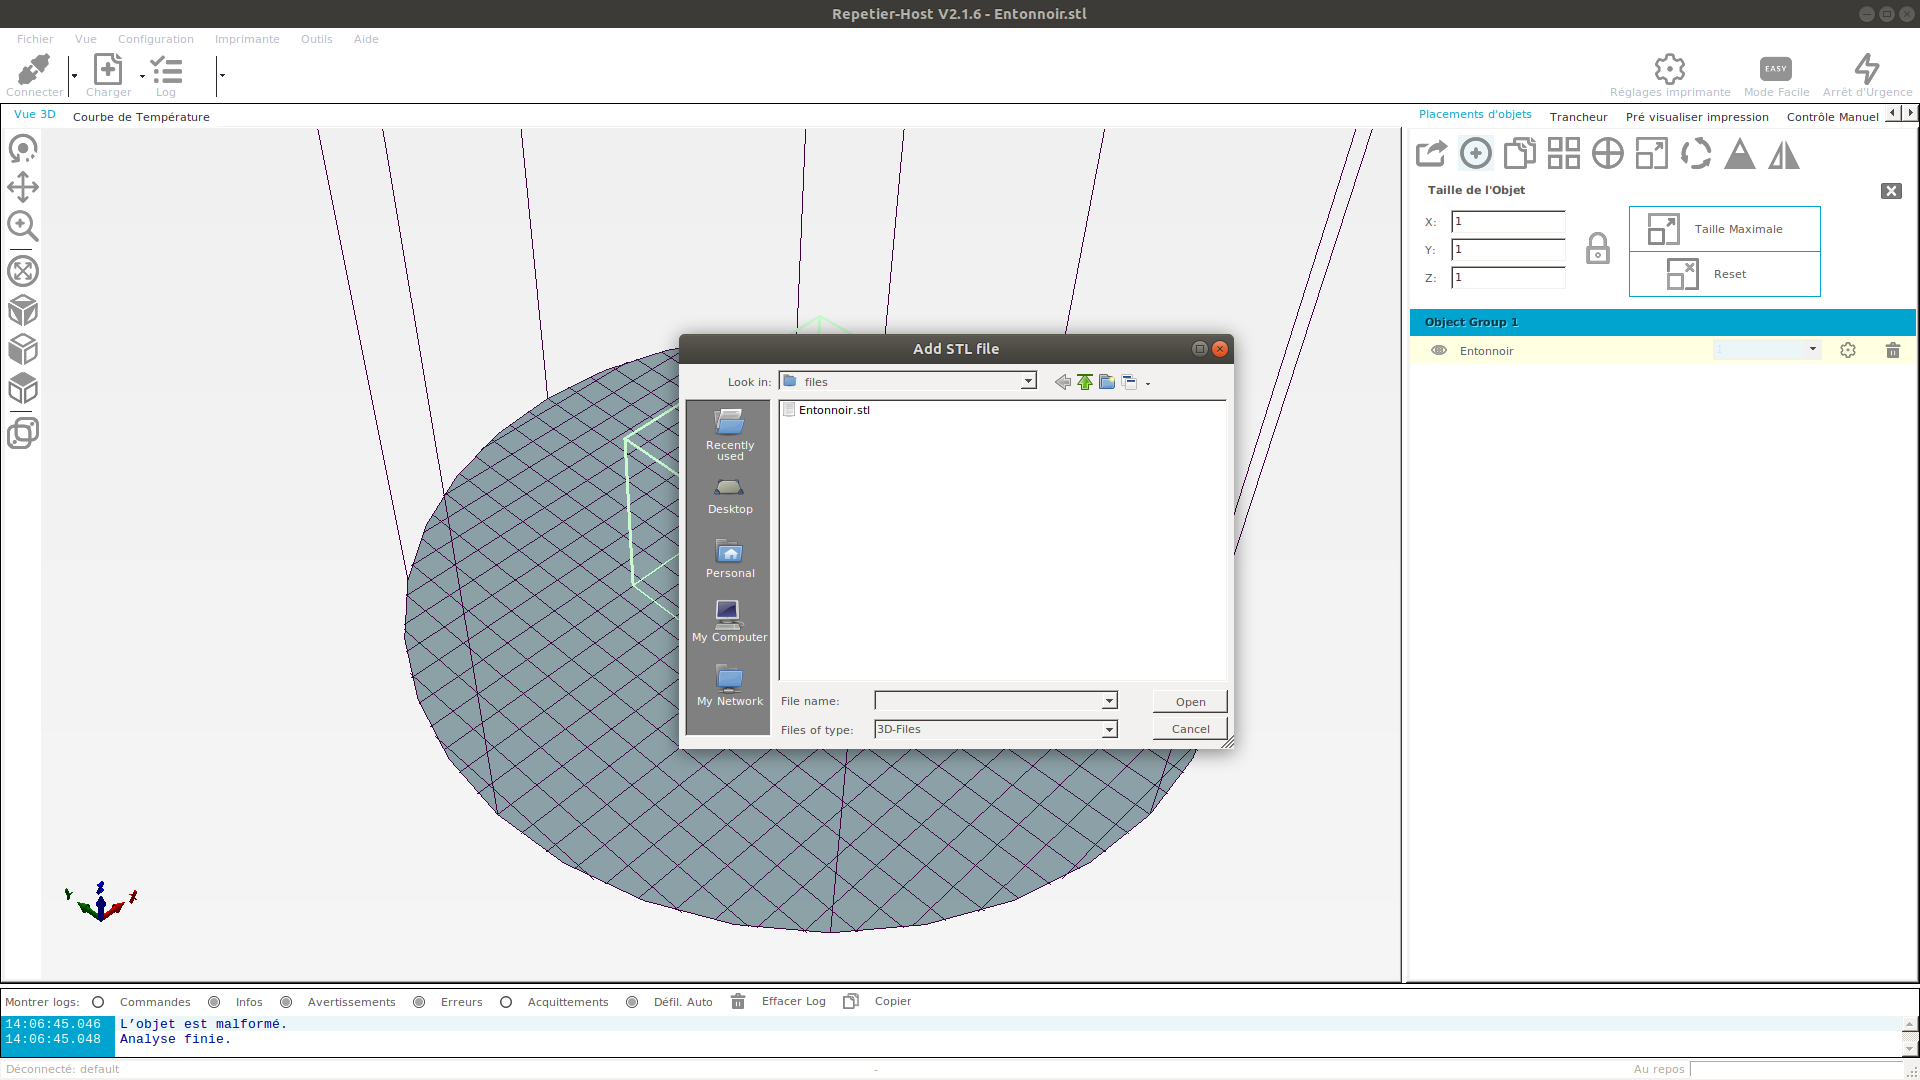 Repetier-Host V2.1.6 - Entonnoir.stl
Fichier Vue Configuration Imprimante Outils Aide
Connecter Charger Log Réglages imprimante EASY Mode Facile Arrêt d'Urgence
Vue 3D Courbe de Température
Placements d'objets Trancheur Pré visualiser impression Contrôle Manuel
Taille de l'Objet
X: 1
Y: 1
Z: 1
Taille Maximale
Reset
Object Group 1
Entonnoir 1
Add STL file
Look in: files
Entonnoir.stl
Recently
used
Desktop
Personal
My Computer
My Network
File name:
Open
Files of type: 3D-Files
Cancel
Y Z X
Montrer logs: Commandes Infos Avertissements Erreurs Acquittements Défil. Auto Effacer Log Copier
14:06:45.046 L’objet est malformé.
14:06:45.048 Analyse finie.
Déconnecté: default - Au repos